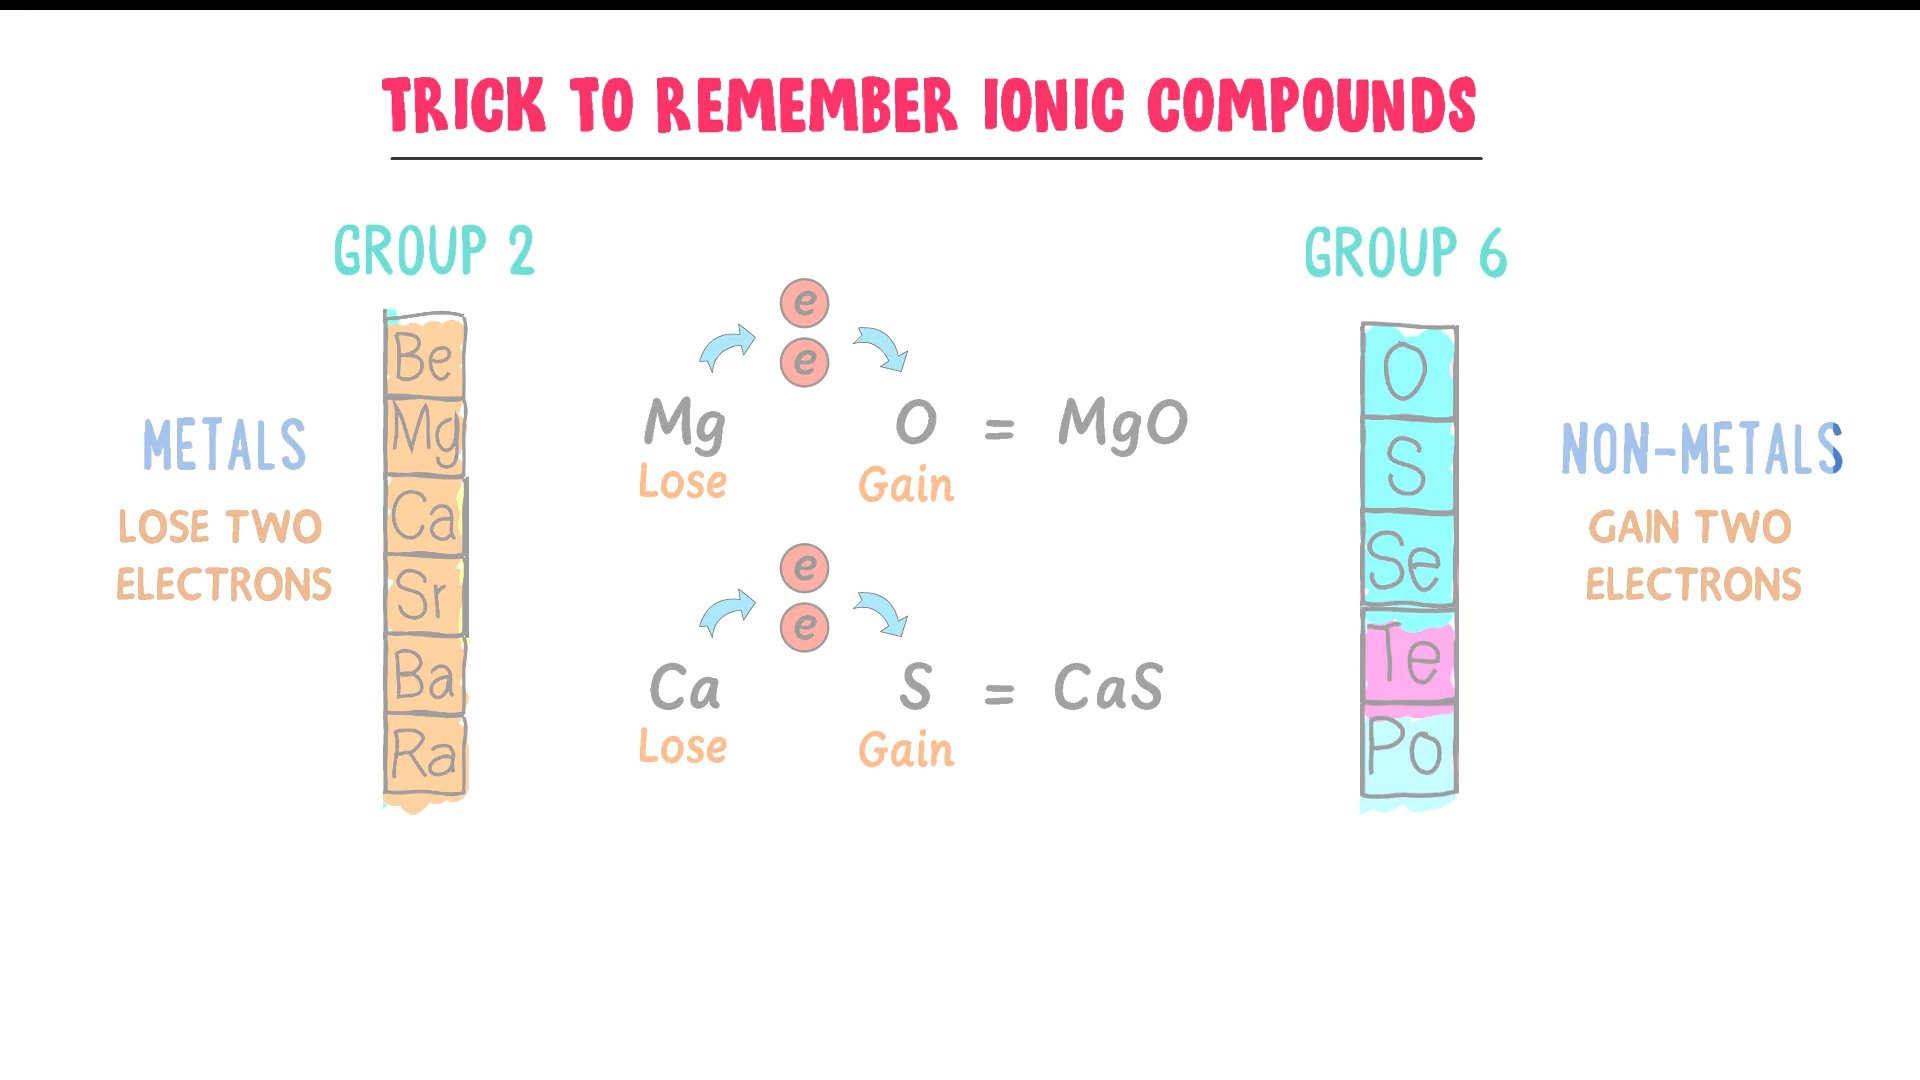 TRICK TO REMEMBER IONIC COMPOUNDS
GROUP 2
GROUP 6
METALS
LOSE TWO
ELECTRONS
Be
Mg
Ca
Sr
Ba
Ra
e
e
Mg O = MgO
Lose Gain
e
e
Ca S = CaS
Lose Gain
O
S
Se
Te
Po
NON-METALS
GAIN TWO
ELECTRONS